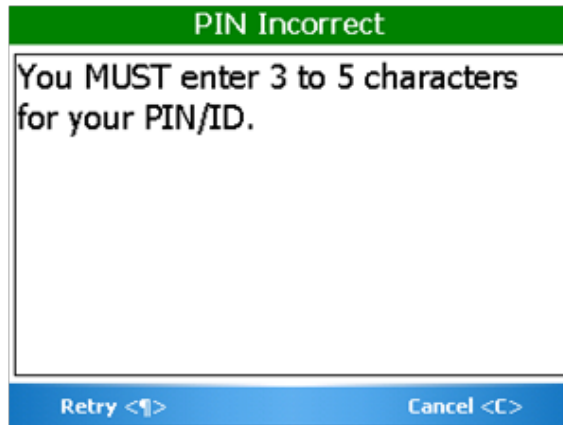 PIN Incorrect
You MUST enter 3 to 5 characters
for your PIN/ID.
Retry <¶> Cancel <C>